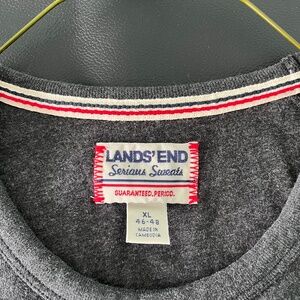 LANDS' END
Serious Sweats
GUARANTEED. PERIOD.
XL
46-48
MADE IN
CAMBODIA